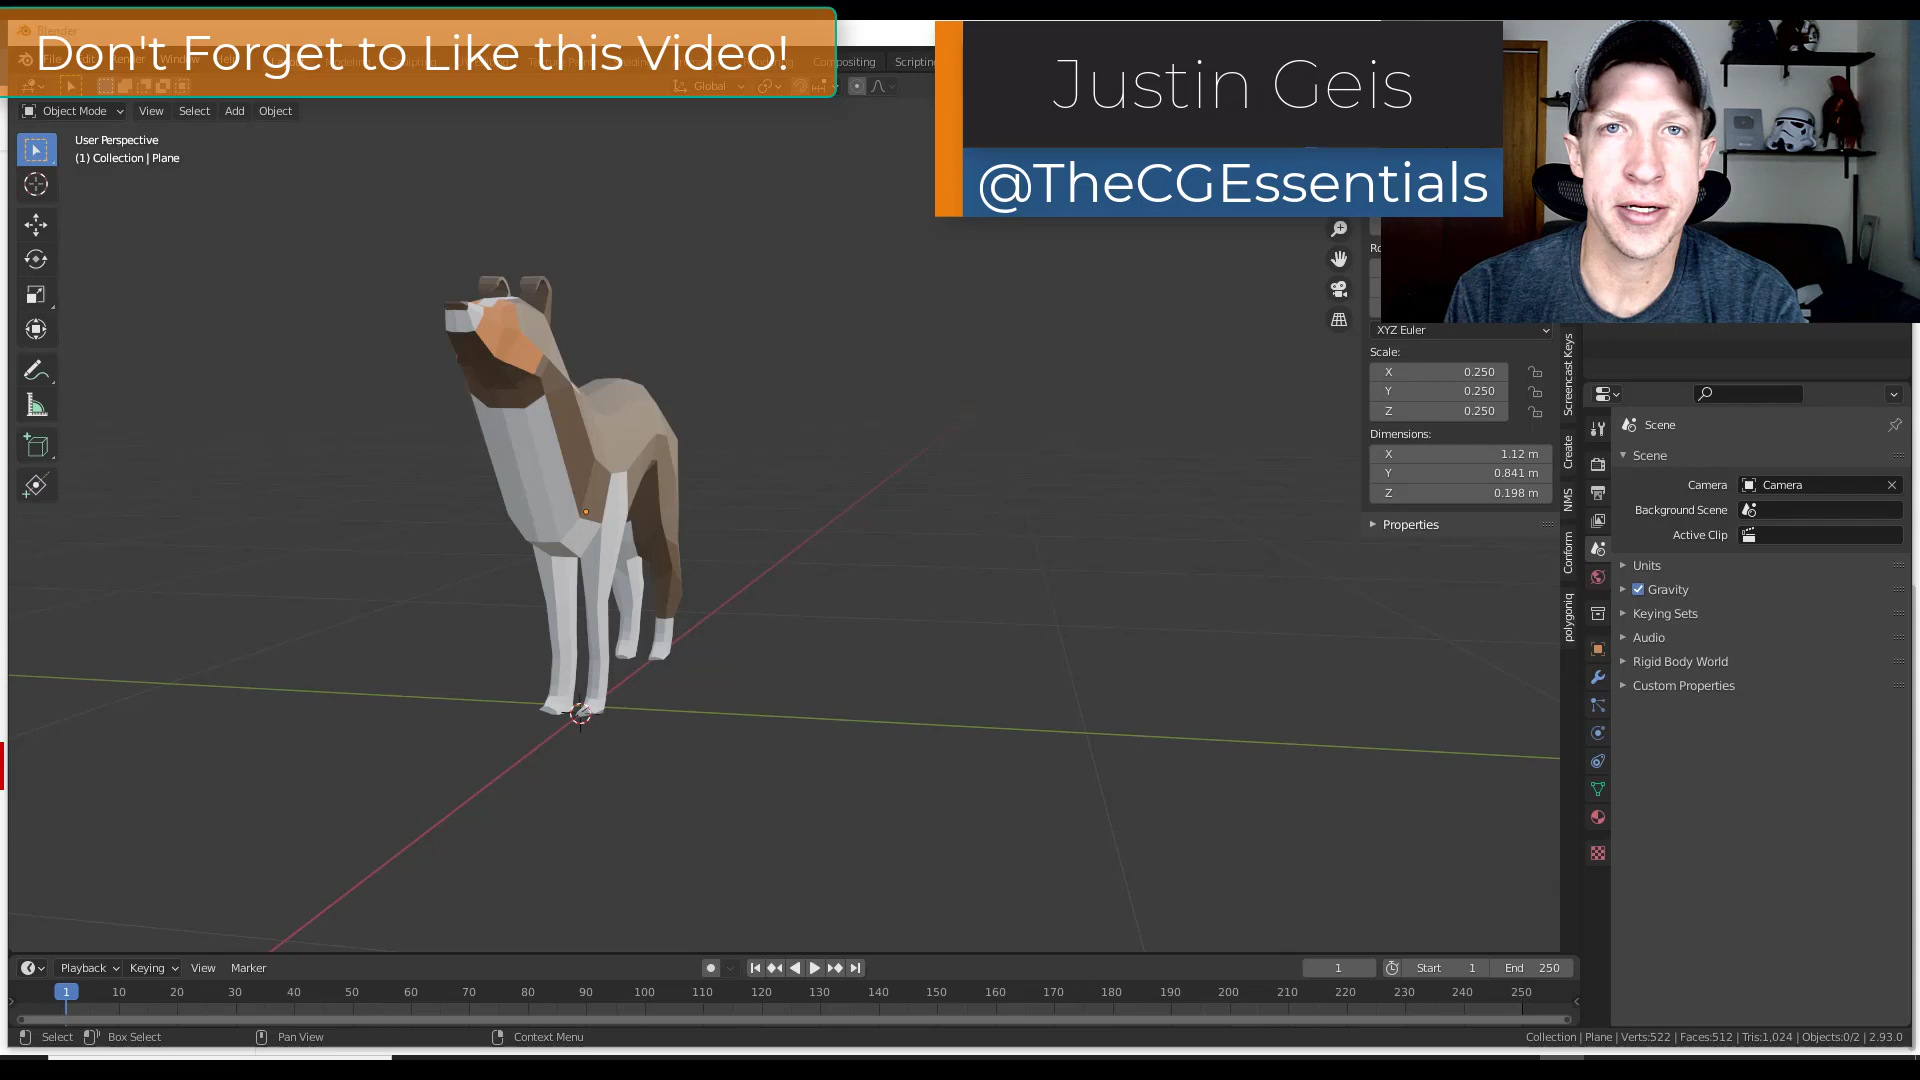 Don't Forget to Like this Video!
Justin Geis
@TheCGEssentials
Blender
File Edit Render Window Help
Compositing Scripting
Global
Object Mode View Select Add Object
User Perspective
(1) Collection | Plane
XYZ Euler
Scale:
X 0.250
Y 0.250
Z 0.250
Dimensions:
X 1.12 m
Y 0.841 m
Z 0.198 m
Properties
Screencast Keys
Create
NMS
Conform
polygoniq
Scene
Scene
Camera Camera
Background Scene
Active Clip
Units
Gravity
Keying Sets
Audio
Rigid Body World
Custom Properties
Playback Keying View Marker
1 Start 1 End 250
1 10 20 30 40 50 60 70 80 90 100 110 120 130 140 150 160 170 180 190 200 210 220 230 240 250
Select Box Select Pan View Context Menu
Collection | Plane | Verts:522 | Faces:512 | Tris:1,024 | Objects:0/2 | 2.93.0